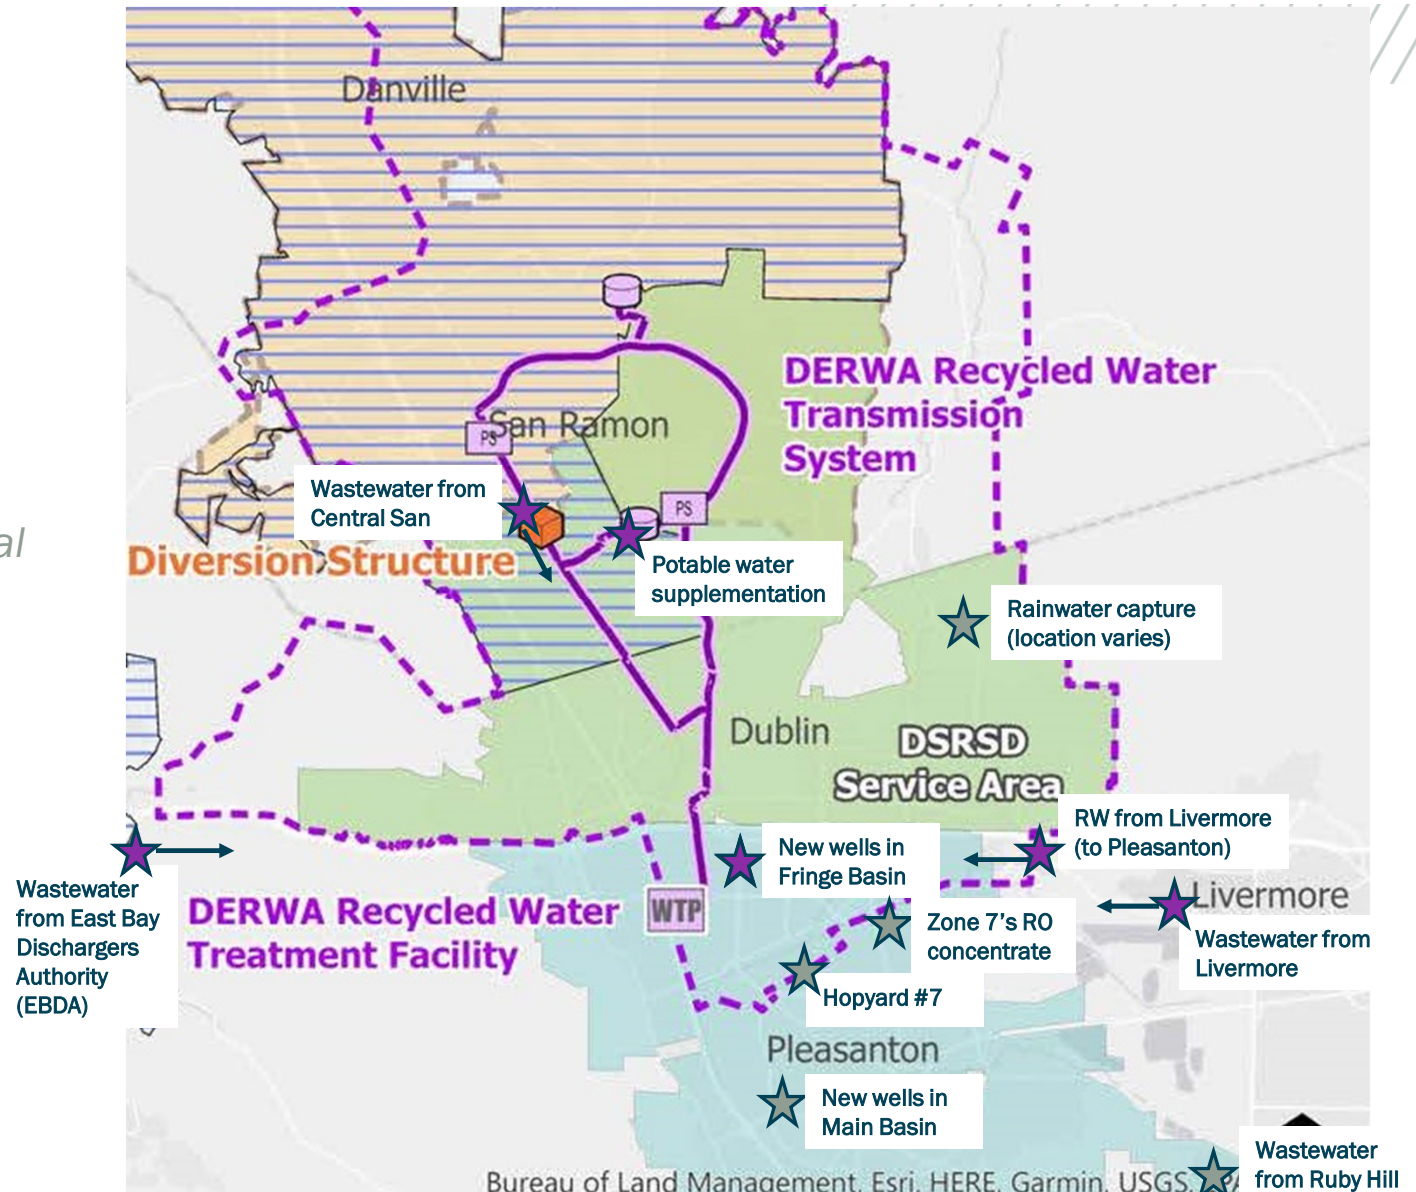 Danville
DERWA Recycled Water
Transmission
System
San Ramon
PS
PS
Wastewater from
Central San
al
Diversion Structure
Potable water
supplementation
Rainwater capture
(location varies)
Dublin
DSRSD
Service Area
RW from Livermore
(to Pleasanton)
New wells in
Fringe Basin
Wastewater
from East Bay
Dischargers
Authority
(EBDA)
DERWA Recycled Water
Treatment Facility
WTP
Livermore
Zone 7's RO
concentrate
Wastewater from
Livermore
Hopyard #7
Pleasanton
New wells in
Main Basin
Wastewater
from Ruby Hill
Bureau of Land Management, Esri, HERE, Garmin, USGS,